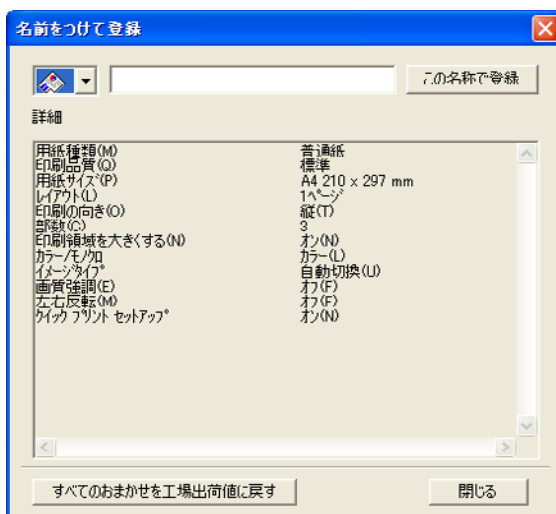 名前をつけて登録
この名称で登録
詳細
用紙種類(M) 普通紙
印刷品質(Q) 標準
用紙サイズ(P) A4 210 x 297 mm
レイアウト(L) 1ページ
印刷の向き(O) 縦(T)
部数(C) 3
印刷領域を大きくする(N) オン(N)
カラー/モノクロ カラー(L)
イメージタイプ 自動切換(U)
画質強調(E) オフ(F)
左右反転(M) オフ(F)
クイック プリント セットアップ オン(N)
すべてのおまかせを工場出荷値に戻す
閉じる